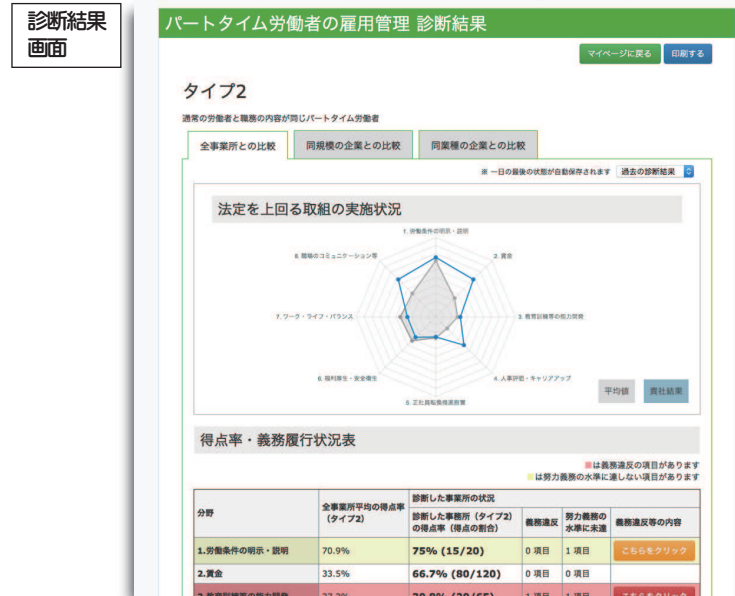 診断結果
画面
パートタイム労働者の雇用管理 診断結果
マイページに戻る 印刷する
タイプ2
通常の労働者と職務の内容が同じパートタイム労働者
全事業所との比較 同規模の企業との比較 同業種の企業との比較
※ 一日の最後の状態が自動保存されます 過去の診断結果
法定を上回る取組の実施状況
1. 労働条件の明示・説明
8. 職場のコミュニケーション等 2. 賃金
7. ワーク・ライフ・バランス 3. 教育訓練等の能力開発
6. 福利厚生・安全衛生 4. 人事評価・キャリアアップ
5. 正社員転換推進措置
平均値 貴社結果
得点率・義務履行状況表
は義務違反の項目があります
は努力義務の水準に達しない項目があります
分野 全事業所平均の得点率 (タイプ2) 診断した事業所の状況
診断した事務所（タイプ2）の得点率（得点の割合） 義務違反 努力義務の水準に未達 義務違反等の内容
1.労働条件の明示・説明 70.9% 75% (15/20) 0 項目 1 項目 こちらをクリック
2.賃金 33.5% 66.7% (80/120) 0 項目 0 項目